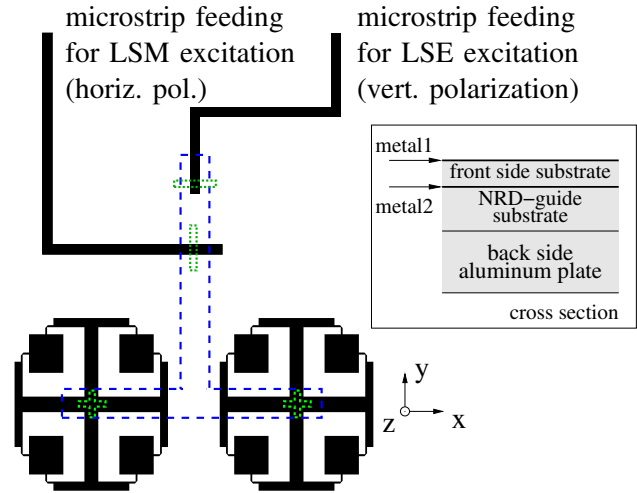 microstrip feeding
for LSM excitation
(horiz. pol.)
microstrip feeding
for LSE excitation
(vert. polarization)
metal1
front side substrate
metal2
NRD−guide
substrate
back side
aluminum plate
cross section
y
z
x